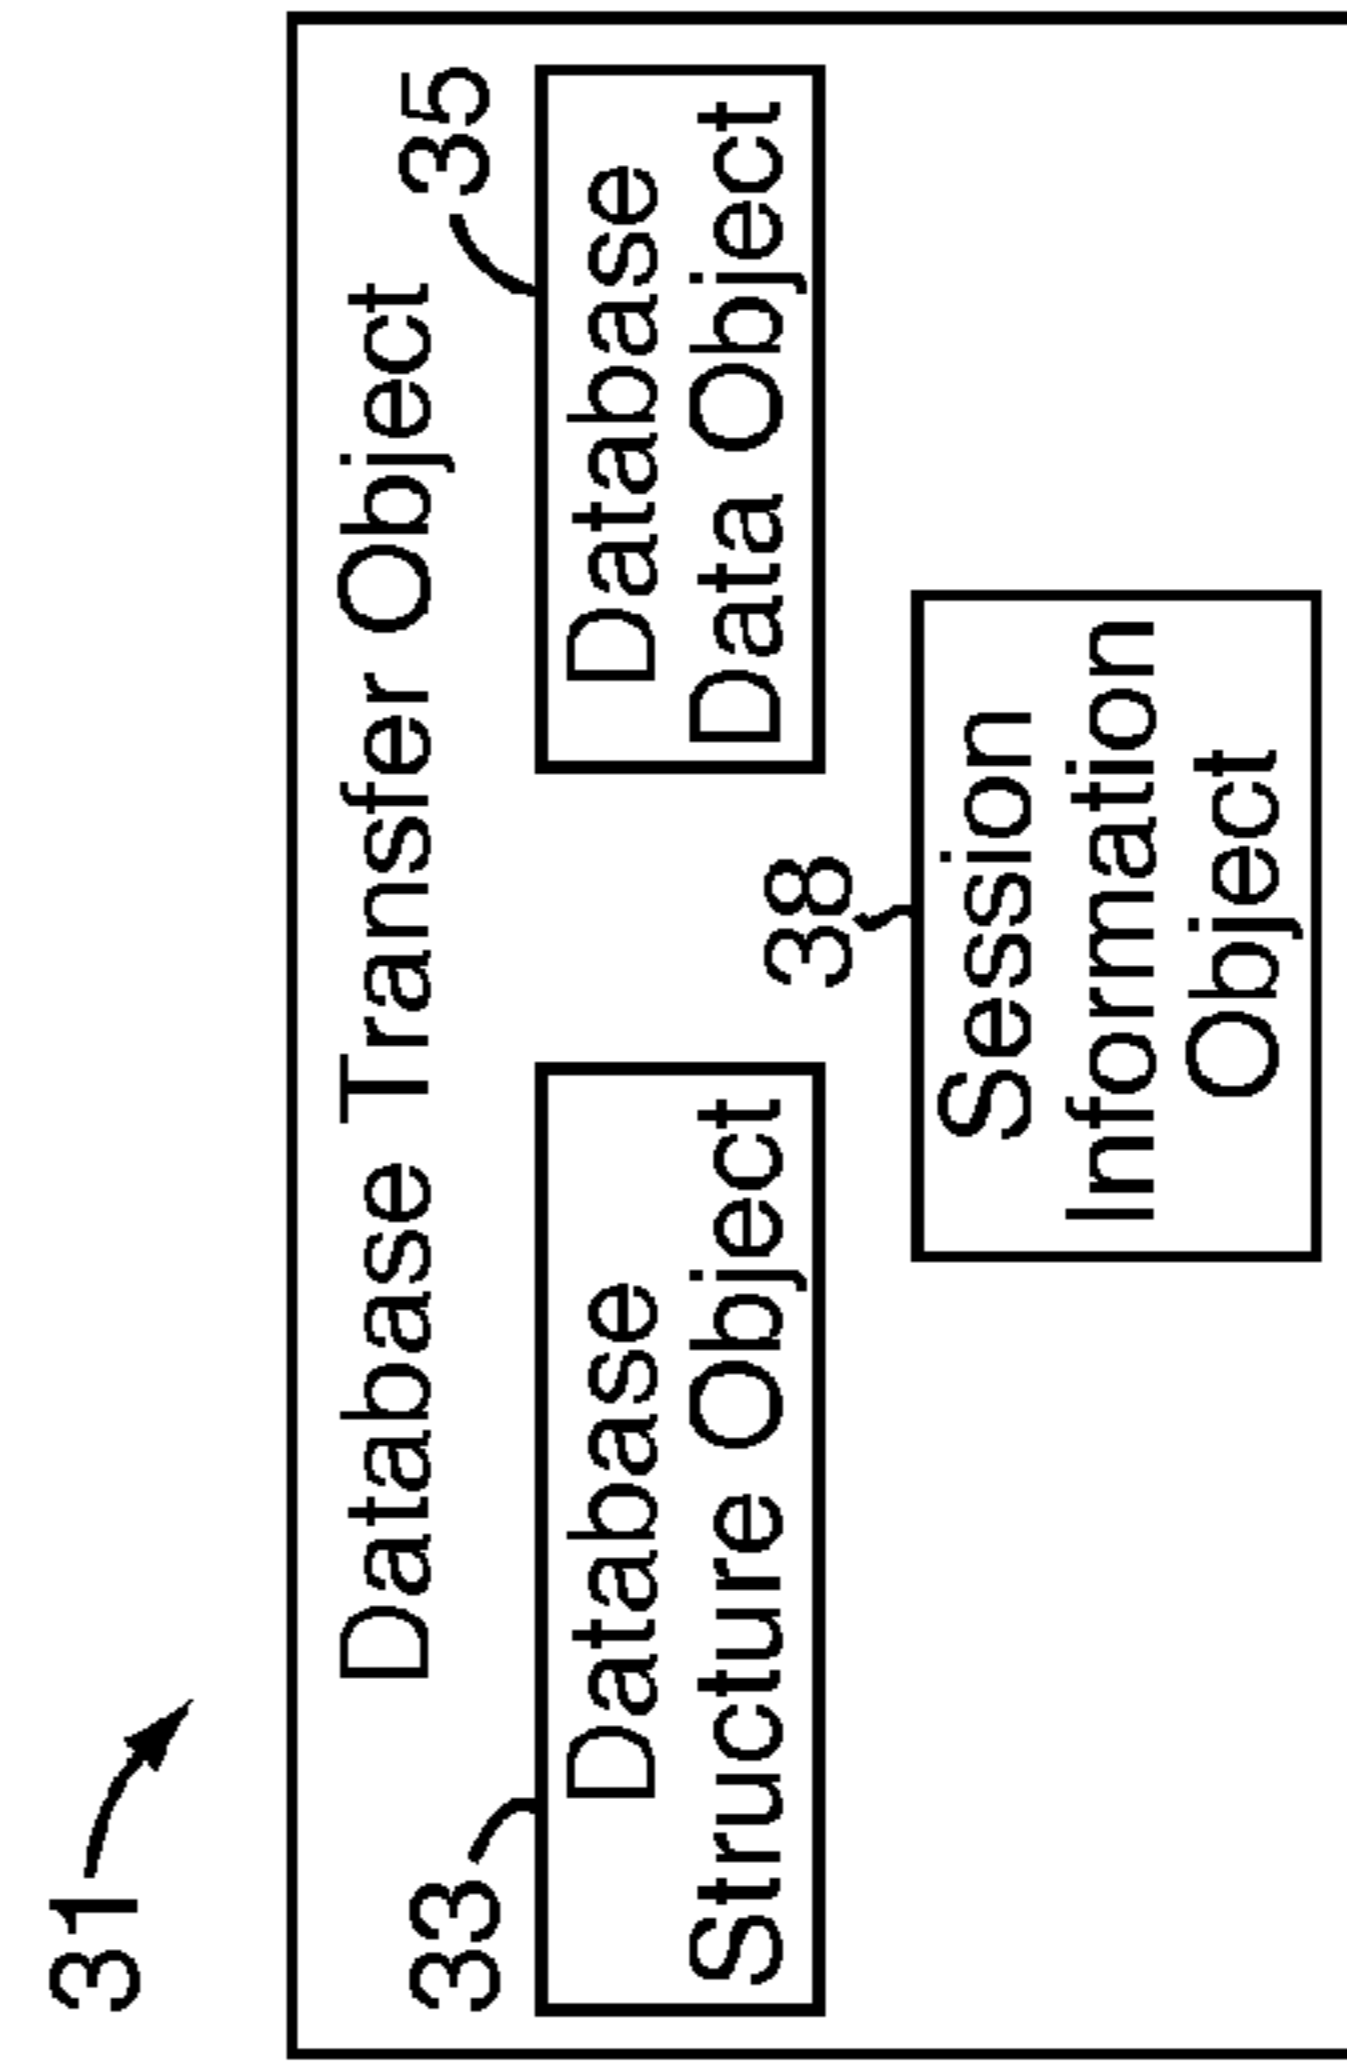 31
Database Transfer Object
33
35
Database
Structure Object
Database
Data Object
38
Session
Information
Object